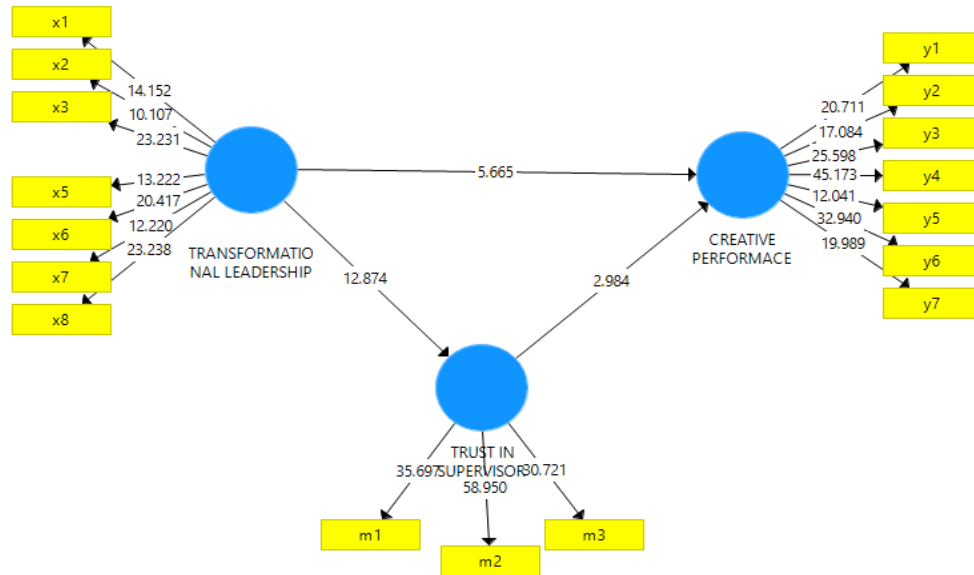 x1
x2
x3
x5
x6
x7
x8
14.152
10.107
23.231
13.222
20.417
12.220
23.238
TRANSFORMATIO
NAL LEADERSHIP
5.665
12.874
2.984
CREATIVE
PERFORMACE
20.711
17.084
25.598
45.173
12.041
32.940
19.989
y1
y2
y3
y4
y5
y6
y7
TRUST IN
SUPERVISOR
35.697
58.950
30.721
m1
m2
m3